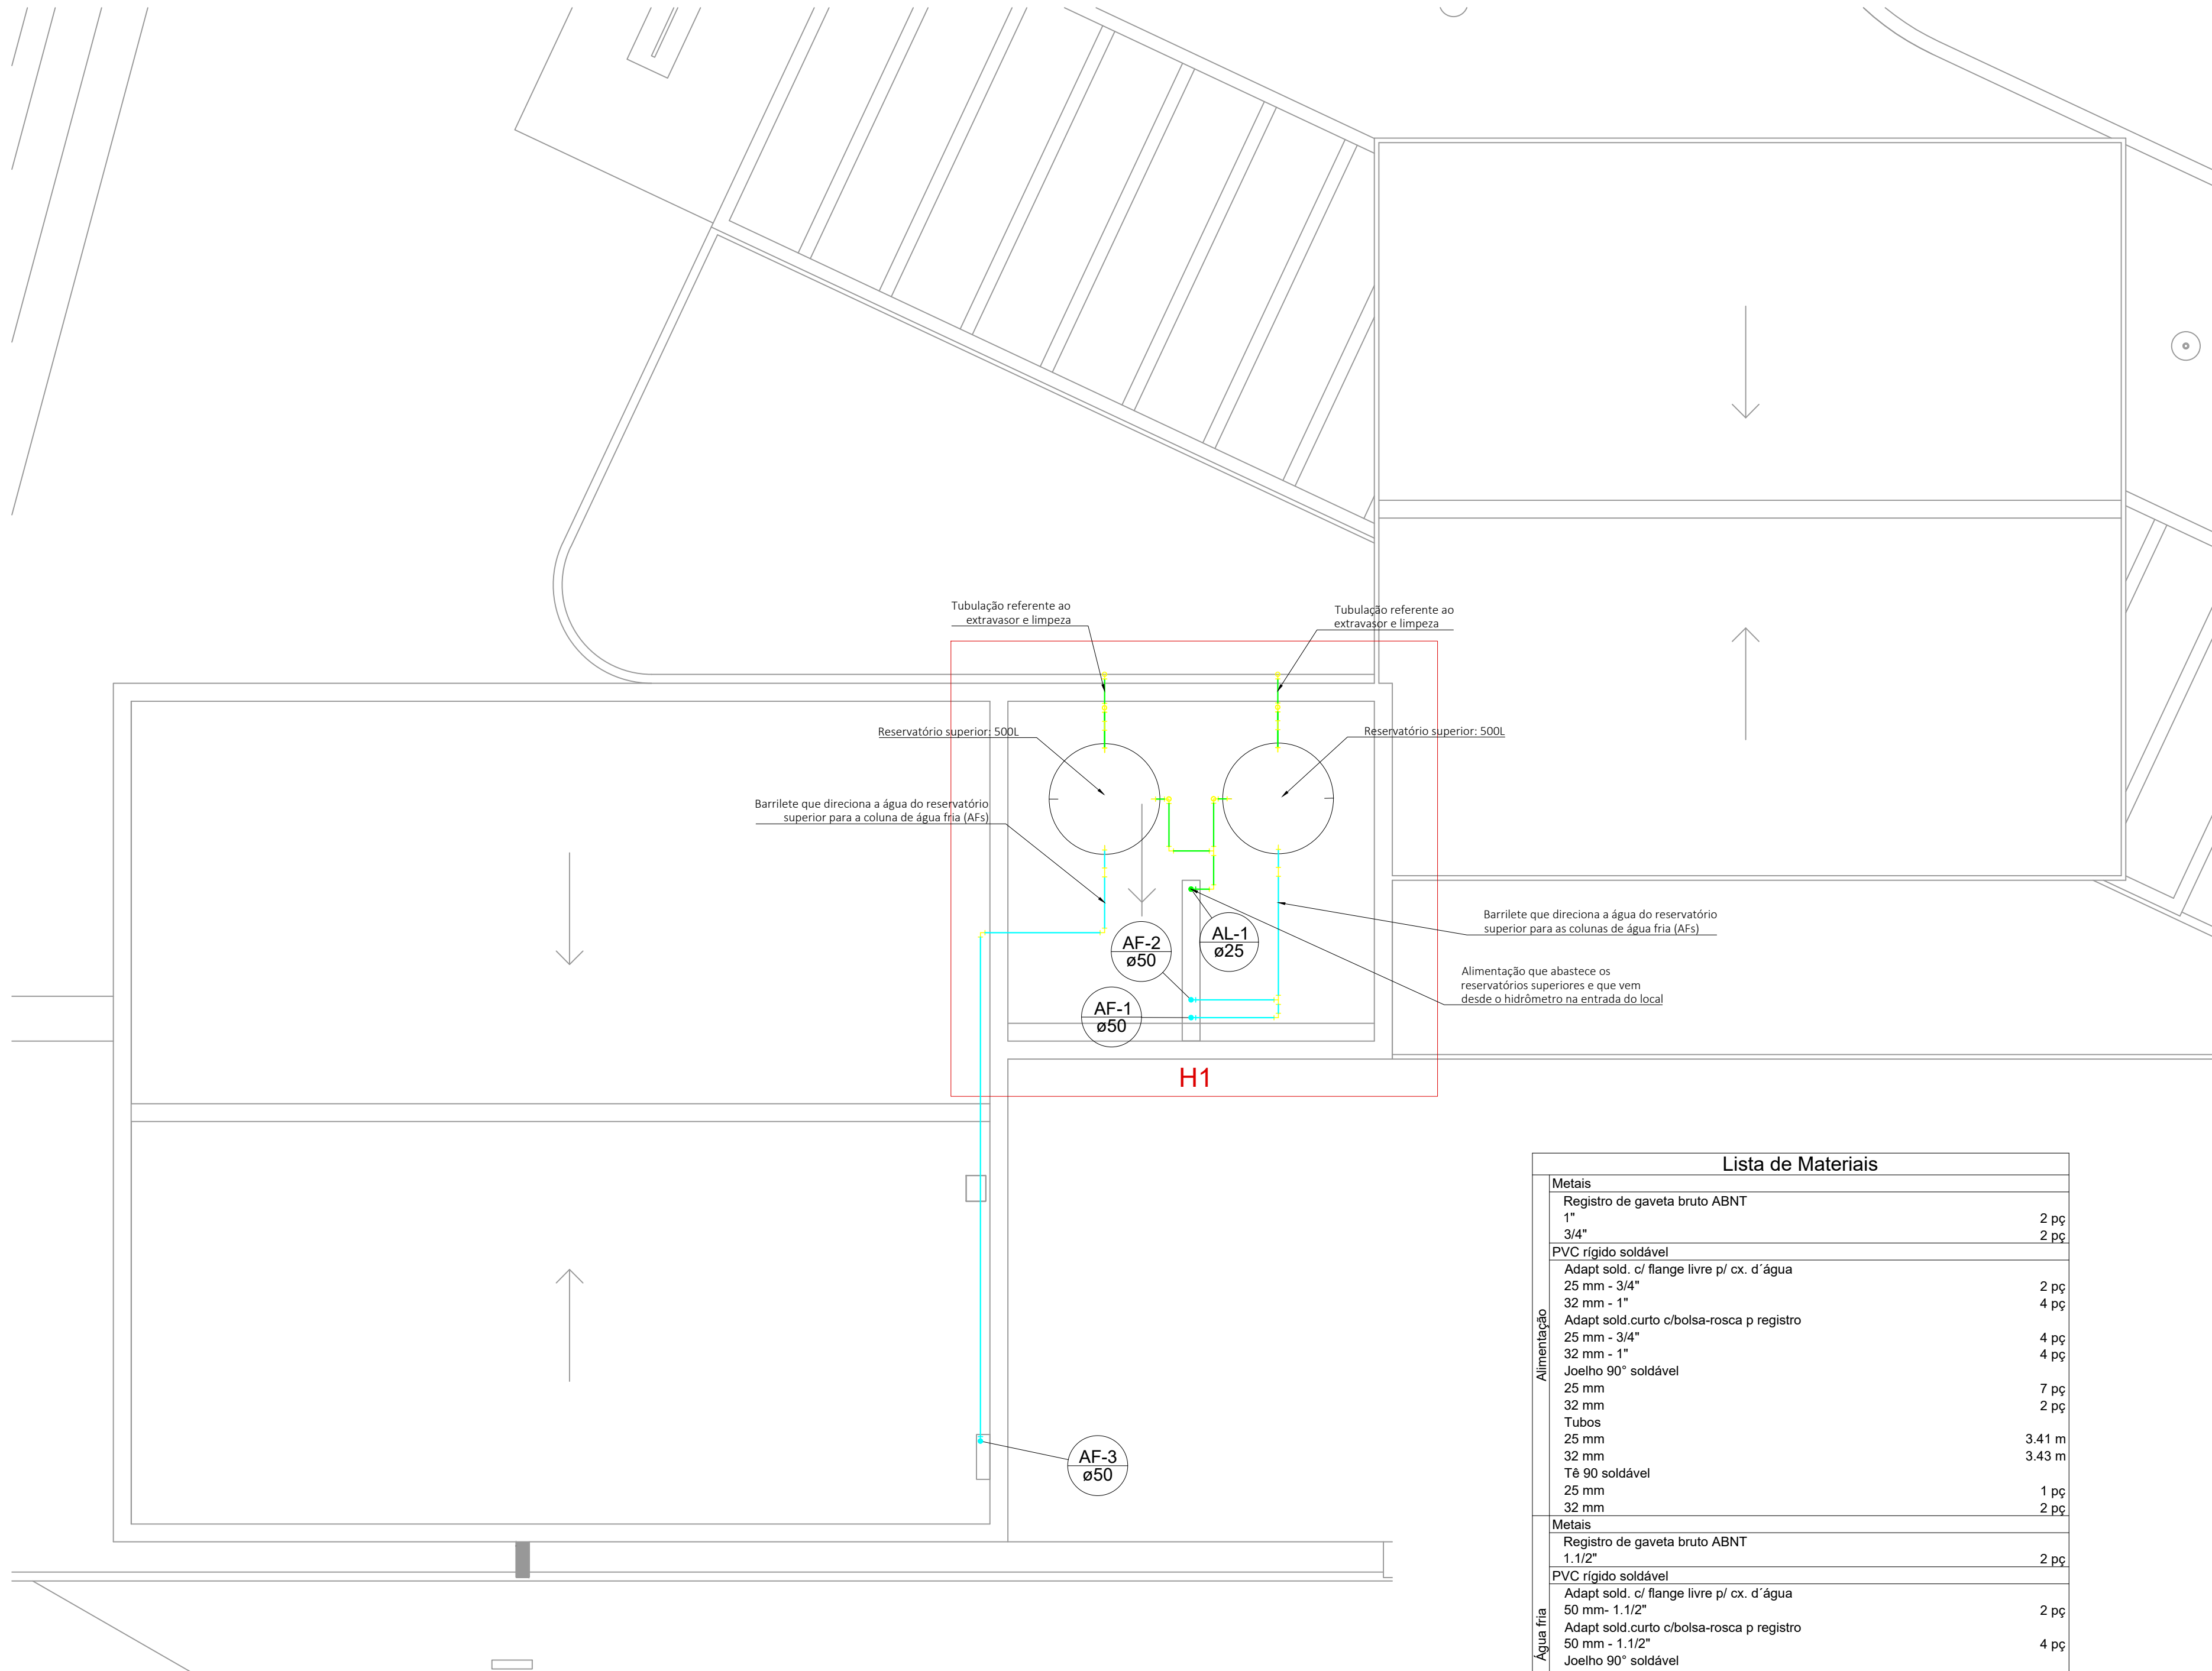 Tubulação referente ao
extravasor e limpeza
Tubulação referente ao
extravasor e limpeza
Reservatório superior: 500L
Reservatório superior: 500L
Barrilete que direciona a água do reservatório
superior para a coluna de água fria (AFs)
AF-2
ø50
AL-1
ø25
AF-1
ø50
Barrilete que direciona a água do reservatório
superior para as colunas de água fria (AFs)
Alimentação que abastece os
reservatórios superiores e que vem
desde o hidrômetro na entrada do local
H1
AF-3
ø50
Lista de Materiais
Alimentação
Metais
Registro de gaveta bruto ABNT
1" 2 pç
3/4" 2 pç
PVC rígido soldável
Adapt sold. c/ flange livre p/ cx. d´água
25 mm - 3/4" 2 pç
32 mm - 1" 4 pç
Adapt sold.curto c/bolsa-rosca p registro
25 mm - 3/4" 4 pç
32 mm - 1" 4 pç
Joelho 90° soldável
25 mm 7 pç
32 mm 2 pç
Tubos
25 mm 3.41 m
32 mm 3.43 m
Tê 90 soldável
25 mm 1 pç
32 mm 2 pç
Água fria
Metais
Registro de gaveta bruto ABNT
1.1/2" 2 pç
PVC rígido soldável
Adapt sold. c/ flange livre p/ cx. d´água
50 mm- 1.1/2" 2 pç
Adapt sold.curto c/bolsa-rosca p registro
50 mm - 1.1/2" 4 pç
Joelho 90° soldável